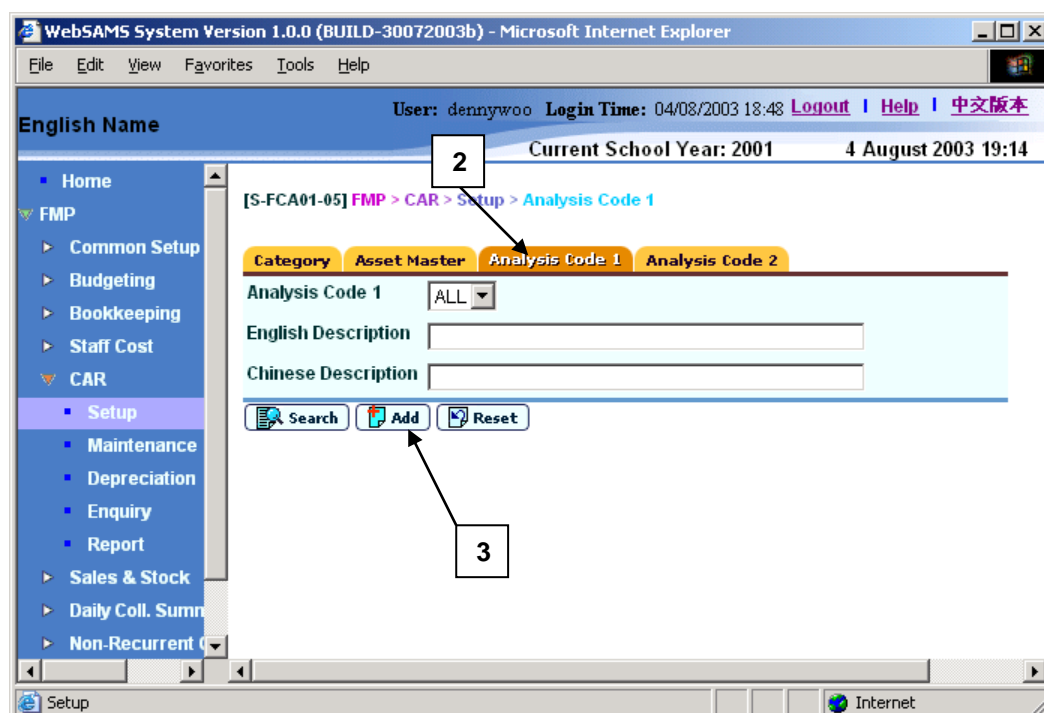 WebSAMS System Version 1.0.0 (BUILD-30072003b) - Microsoft Internet Explorer
File Edit View Favorites Tools Help
User: dennywoo Login Time: 04/08/2003 18:48 Logout | Help | 中文版本
English Name
Current School Year: 2001 4 August 2003 19:14
2
Home
[S-FCA01-05] FMP > CAR > Setup > Analysis Code 1
FMP
Common Setup
Category Asset Master Analysis Code 1 Analysis Code 2
Budgeting
Analysis Code 1 ALL
Bookkeeping
English Description
Staff Cost
CAR
Chinese Description
Setup
Search Add Reset
Maintenance
Depreciation
Enquiry
Report
3
Sales & Stock
Daily Coll. Summ
Non-Recurrent
Setup Internet